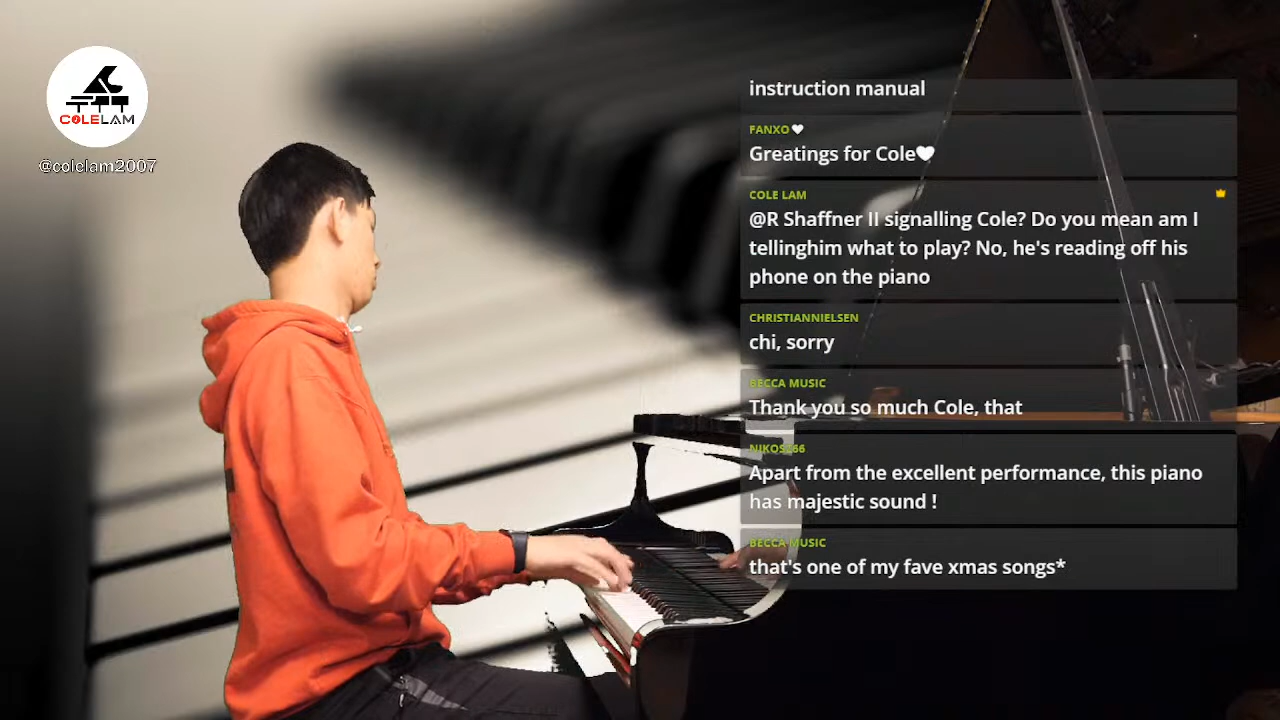 COLELAM
@colelam2007
instruction manual
FANXO
Greatings for Cole
COLE LAM
@R Shaffner II signalling Cole? Do you mean am I
tellinghim what to play? No, he's reading off his
phone on the piano
CHRISTIANNIELSEN
chi, sorry
BECCA MUSIC
Thank you so much Cole, that
Apart from the excellent performance, this piano
has majestic sound !
BECCA MUSIC
that's one of my fave xmas songs*